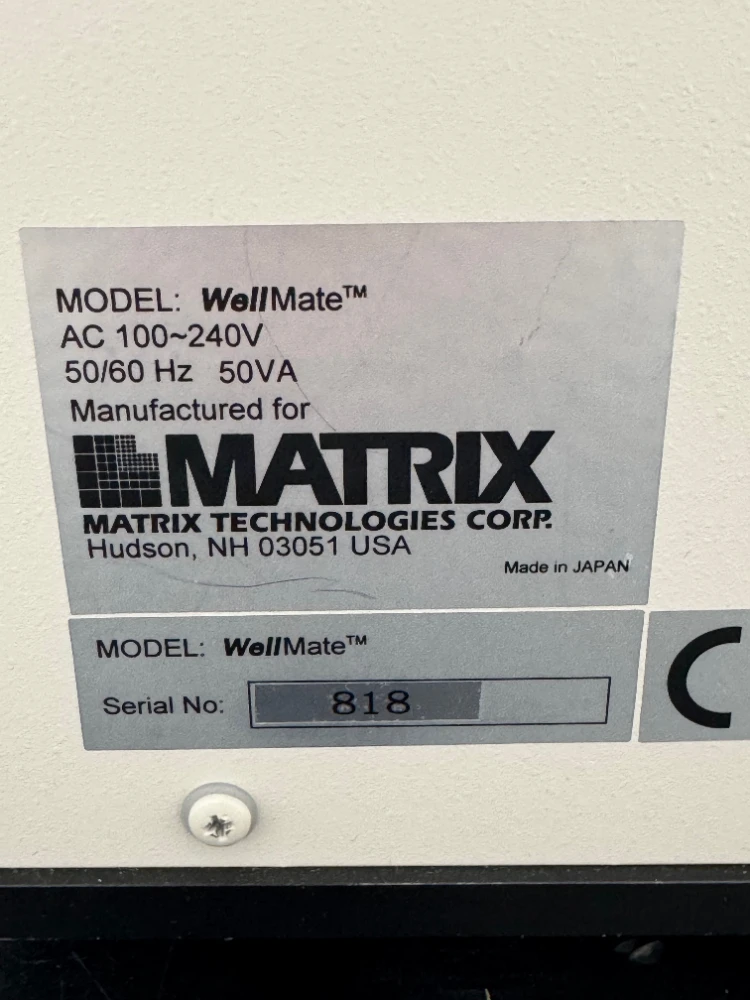 MODEL: WellMate™
AC 100~240V
50/60 Hz 50VA
Manufactured for
MATRIX
MATRIX TECHNOLOGIES CORP.
Hudson, NH 03051 USA
Made in JAPAN
MODEL: WellMate™
Serial No: 818
C